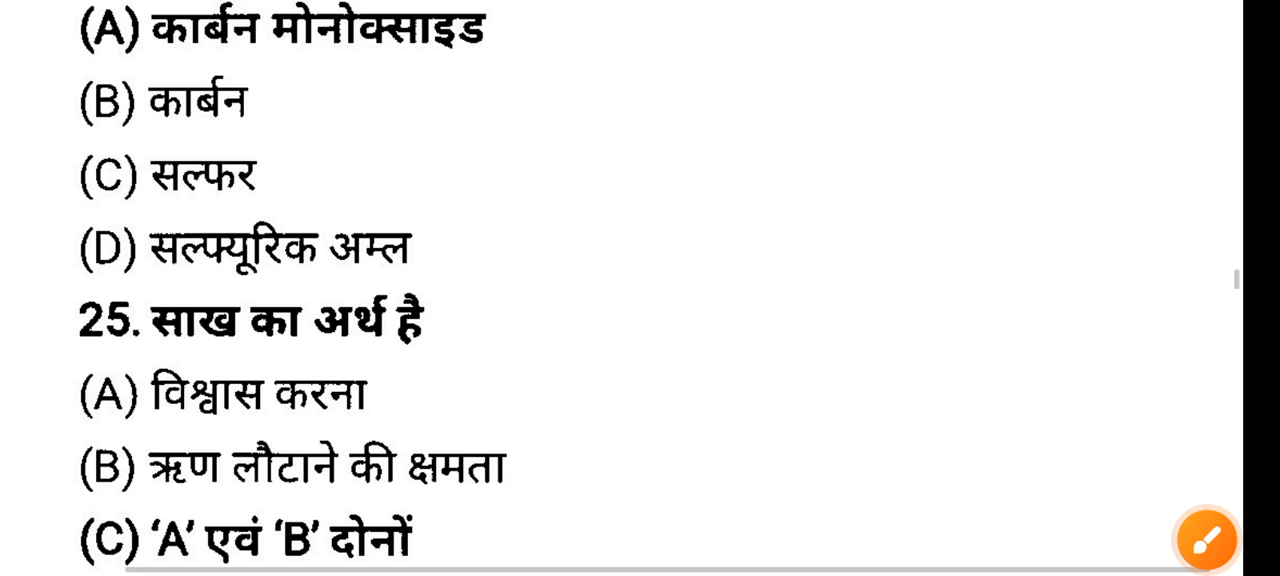 (A) कार्बन मोनोक्साइड
(B) कार्बन
(C) सल्फर
(D) सल्फ्यूरिक अम्ल
25. साख का अर्थ है
(A) विश्वास करना
(B) ऋण लौटाने की क्षमता
(C) ‘A’ एवं ‘B’ दोनों